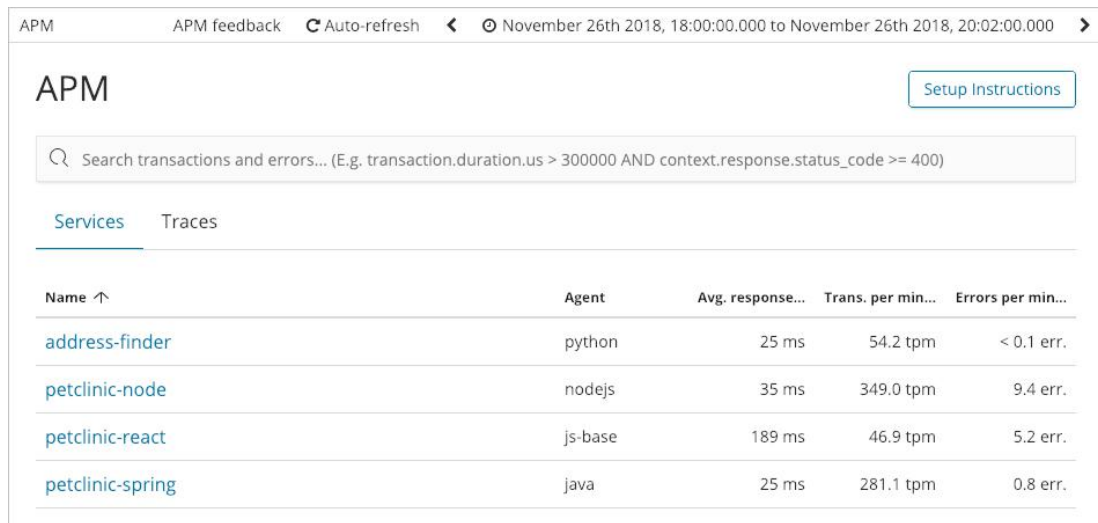 APM APM feedback Auto-refresh November 26th 2018, 18:00:00.000 to November 26th 2018, 20:02:00.000
APM
Setup Instructions
Search transactions and errors... (E.g. transaction.duration.us > 300000 AND context.response.status_code >= 400)
Services Traces
Name Agent Avg. response... Trans. per min... Errors per min...
address-finder python 25 ms 54.2 tpm < 0.1 err.
petclinic-node nodejs 35 ms 349.0 tpm 9.4 err.
petclinic-react js-base 189 ms 46.9 tpm 5.2 err.
petclinic-spring java 25 ms 281.1 tpm 0.8 err.